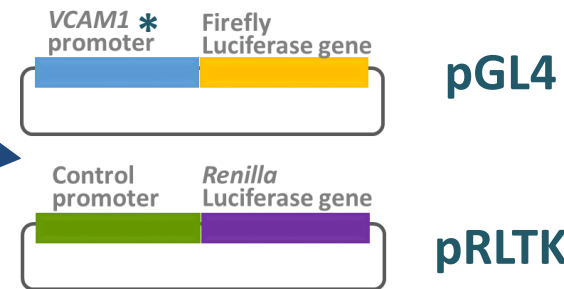 VCAM1 *
promoter
Firefly
Luciferase gene
pGL4
Control
promoter
Renilla
Luciferase gene
pRLTK